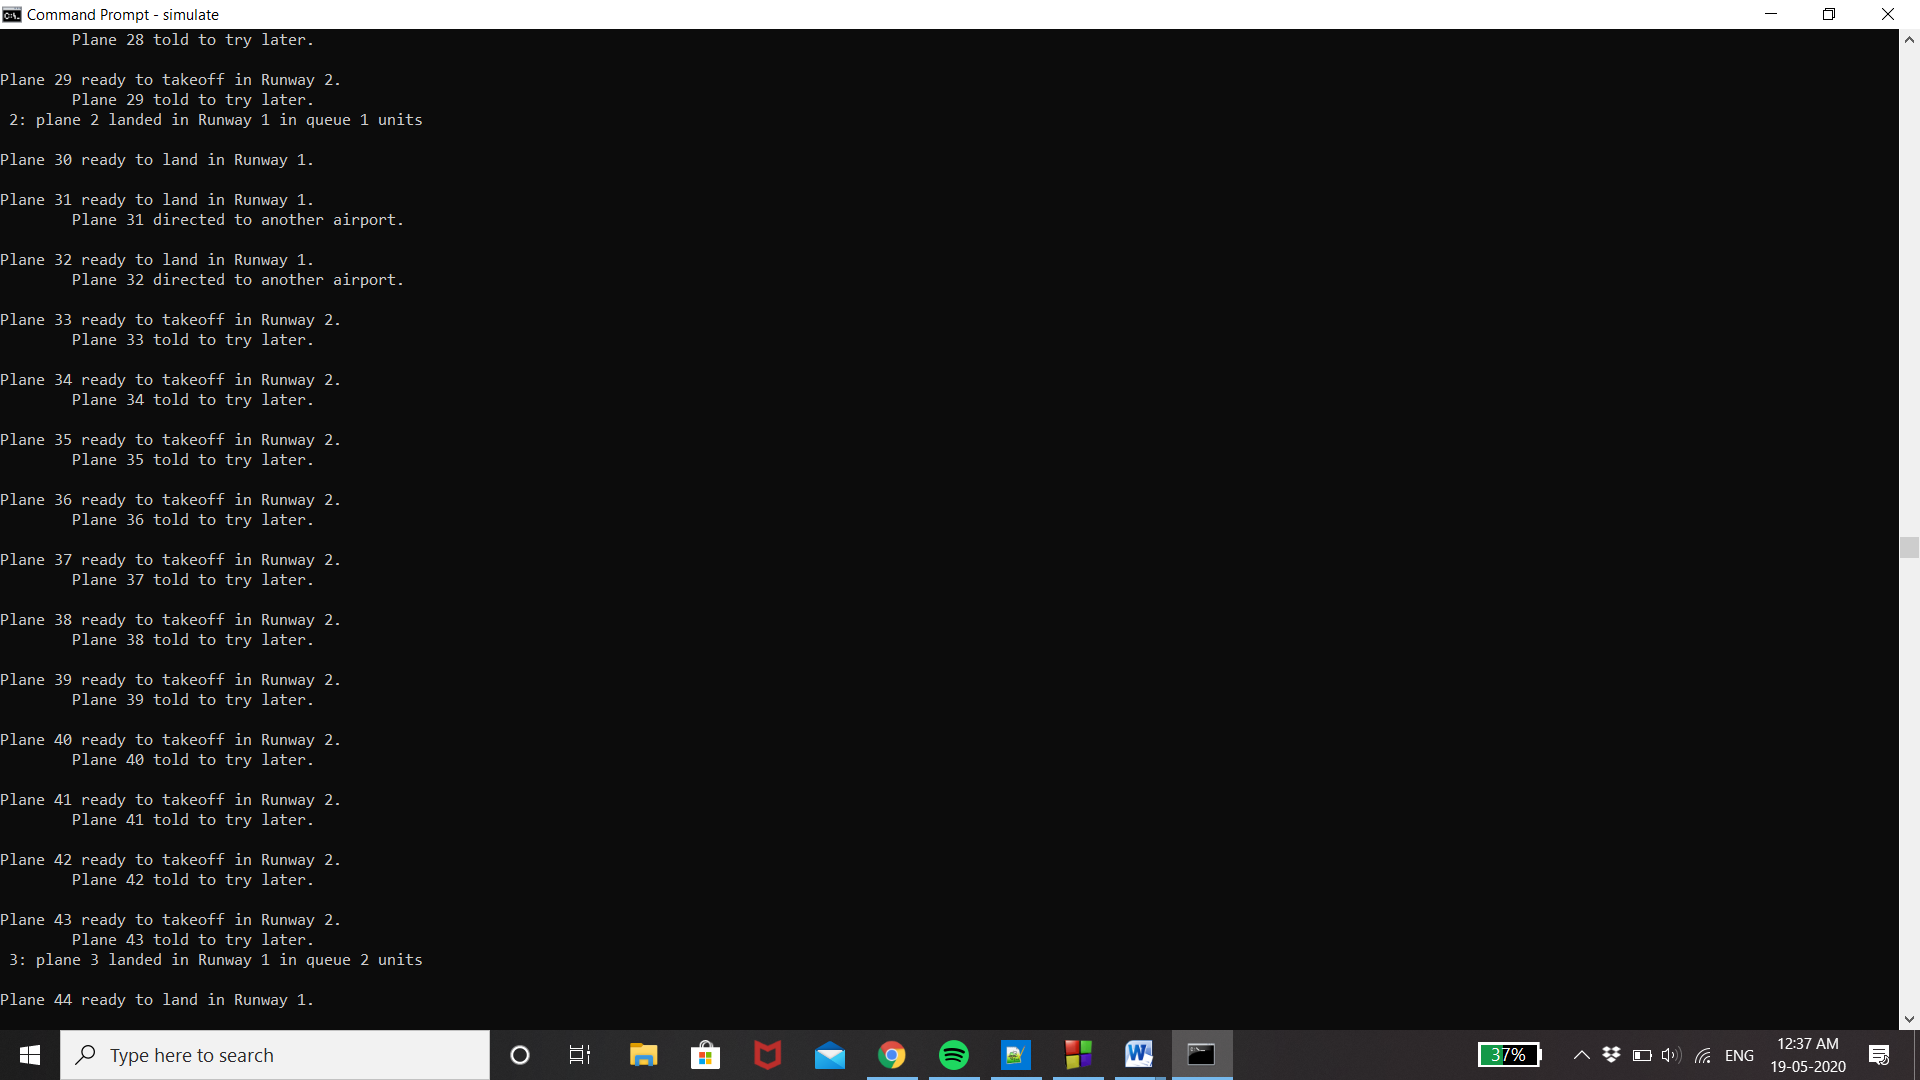 Command Prompt - simulate
Plane 28 told to try later.
Plane 29 ready to takeoff in Runway 2.
Plane 29 told to try later.
2: plane 2 landed in Runway 1 in queue 1 units
Plane 30 ready to land in Runway 1.
Plane 31 ready to land in Runway 1.
Plane 31 directed to another airport.
Plane 32 ready to land in Runway 1.
Plane 32 directed to another airport.
Plane 33 ready to takeoff in Runway 2.
Plane 33 told to try later.
Plane 34 ready to takeoff in Runway 2.
Plane 34 told to try later.
Plane 35 ready to takeoff in Runway 2.
Plane 35 told to try later.
Plane 36 ready to takeoff in Runway 2.
Plane 36 told to try later.
Plane 37 ready to takeoff in Runway 2.
Plane 37 told to try later.
Plane 38 ready to takeoff in Runway 2.
Plane 38 told to try later.
Plane 39 ready to takeoff in Runway 2.
Plane 39 told to try later.
Plane 40 ready to takeoff in Runway 2.
Plane 40 told to try later.
Plane 41 ready to takeoff in Runway 2.
Plane 41 told to try later.
Plane 42 ready to takeoff in Runway 2.
Plane 42 told to try later.
Plane 43 ready to takeoff in Runway 2.
Plane 43 told to try later.
3: plane 3 landed in Runway 1 in queue 2 units
Plane 44 ready to land in Runway 1.
Type here to search
37%
ENG
12:37 AM
19-05-2020